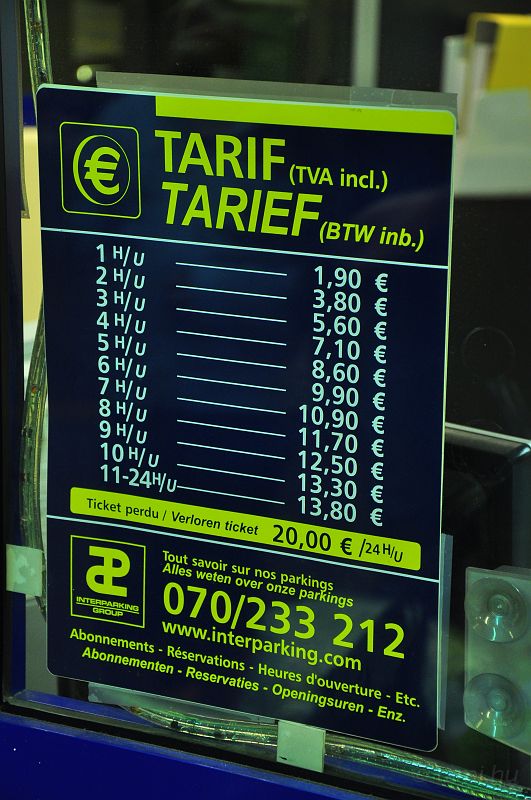 €
TARIF (TVA incl.)
TARIEF (BTW inb.)
1 H/U 1,90 €
2 H/U 3,80 €
3 H/U 5,60 €
4 H/U 7,10 €
5 H/U 8,60 €
6 H/U 9,90 €
7 H/U 10,90 €
8 H/U 11,70 €
9 H/U 12,50 €
10 H/U 13,30 €
11-24H/U 13,80 €
Ticket perdu / Verloren ticket 20,00 € /24H/U
INTERPARKING
GROUP
Tout savoir sur nos parkings
Alles weten over onze parkings
070/233 212
www.interparking.com
Abonnements - Réservations - Heures d'ouverture - Etc.
Abonnementen - Reservaties - Openingsuren - Enz.